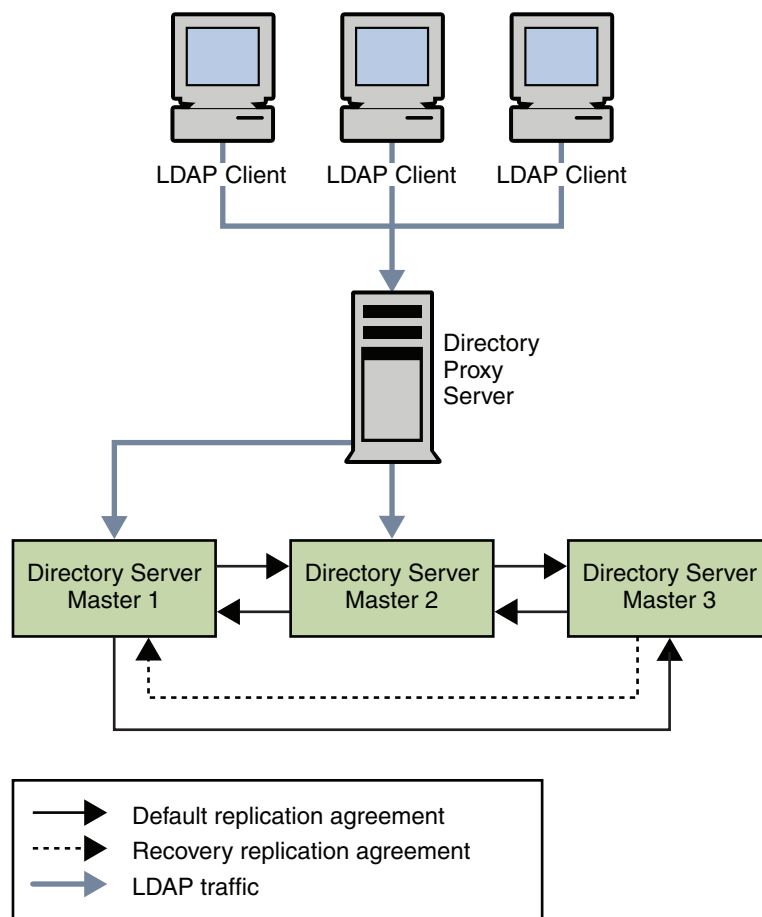 LDAP Client
LDAP Client
LDAP Client
Directory
Proxy
Server
Directory Server
Master 1
Directory Server
Master 2
Directory Server
Master 3
Default replication agreement
Recovery replication agreement
LDAP traffic